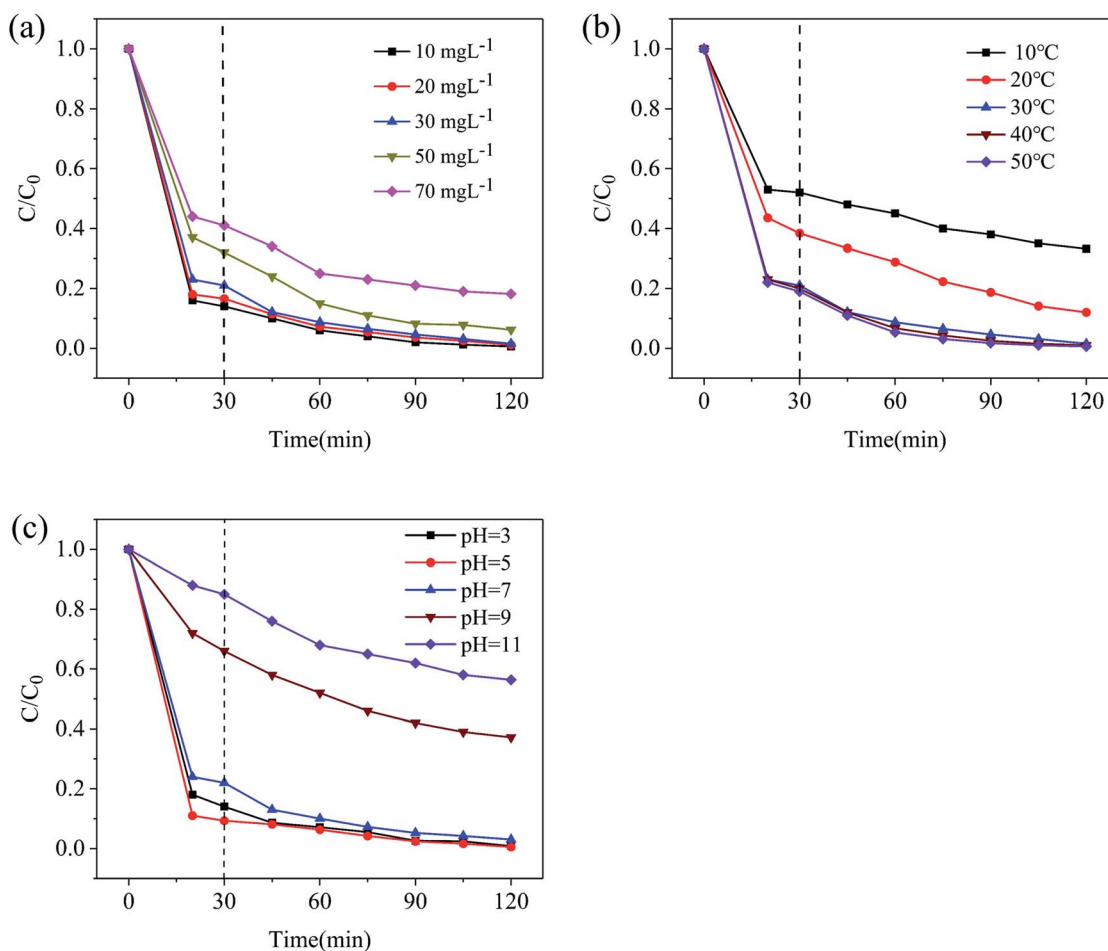 (a)
10 mgL⁻¹
20 mgL⁻¹
30 mgL⁻¹
50 mgL⁻¹
70 mgL⁻¹
1.0
0.8
0.6
0.4
0.2
0.0
C/C₀
0 30 60 90 120
Time(min)
(b)
10℃
20℃
30℃
40℃
50℃
1.0
0.8
0.6
0.4
0.2
0.0
C/C₀
0 30 60 90 120
Time(min)
(c)
pH=3
pH=5
pH=7
pH=9
pH=11
1.0
0.8
0.6
0.4
0.2
0.0
C/C₀
0 30 60 90 120
Time(min)